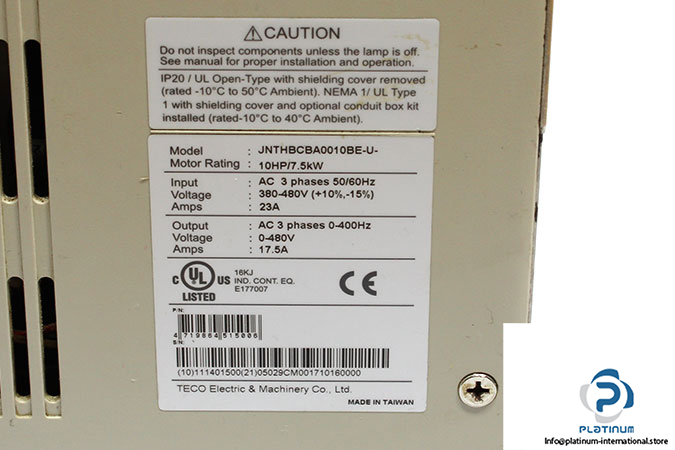 ⚠CAUTION
Do not inspect components unless the lamp is off.
See manual for proper installation and operation.
IP20 / UL Open-Type with shielding cover removed
(rated -10°C to 50°C Ambient). NEMA 1/ UL Type
1 with shielding cover and optional conduit box kit
installed (rated-10°C to 40°C Ambient).
Model : JNTHBCBA0010BE-U-
Motor Rating : 10HP/7.5kW
Input : AC 3 phases 50/60Hz
Voltage : 380-480V (+10%,-15%)
Amps : 23A
Output : AC 3 phases 0-400Hz
Voltage : 0-480V
Amps : 17.5A
C UL US LISTED
16KJ
IND. CONT. EQ.
E177007
CE
P/N:
4 719864 515006
S/N:
(10)111401500(21)05029CM001710160000
TECO Electric & Machinery Co., Ltd.
MADE IN TAIWAN
PLATINUM
Info@platinum-international.store